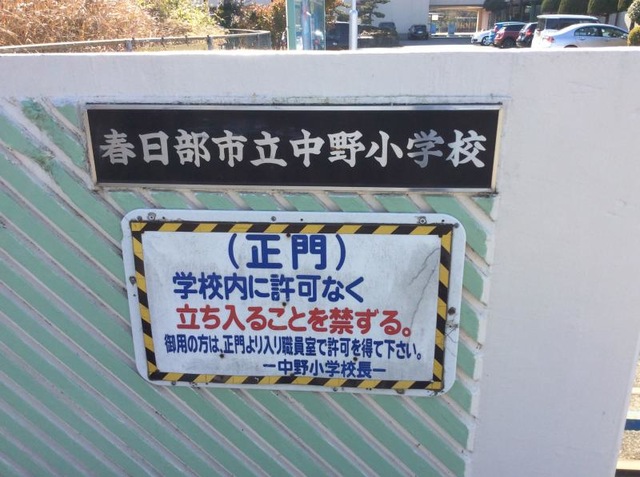 春日部市立中野小学校
(正門)
学校内に許可なく
立ち入ることを禁ずる。
御用の方は、正門より入り職員室で許可を得て下さい。
ー中野小学校長ー